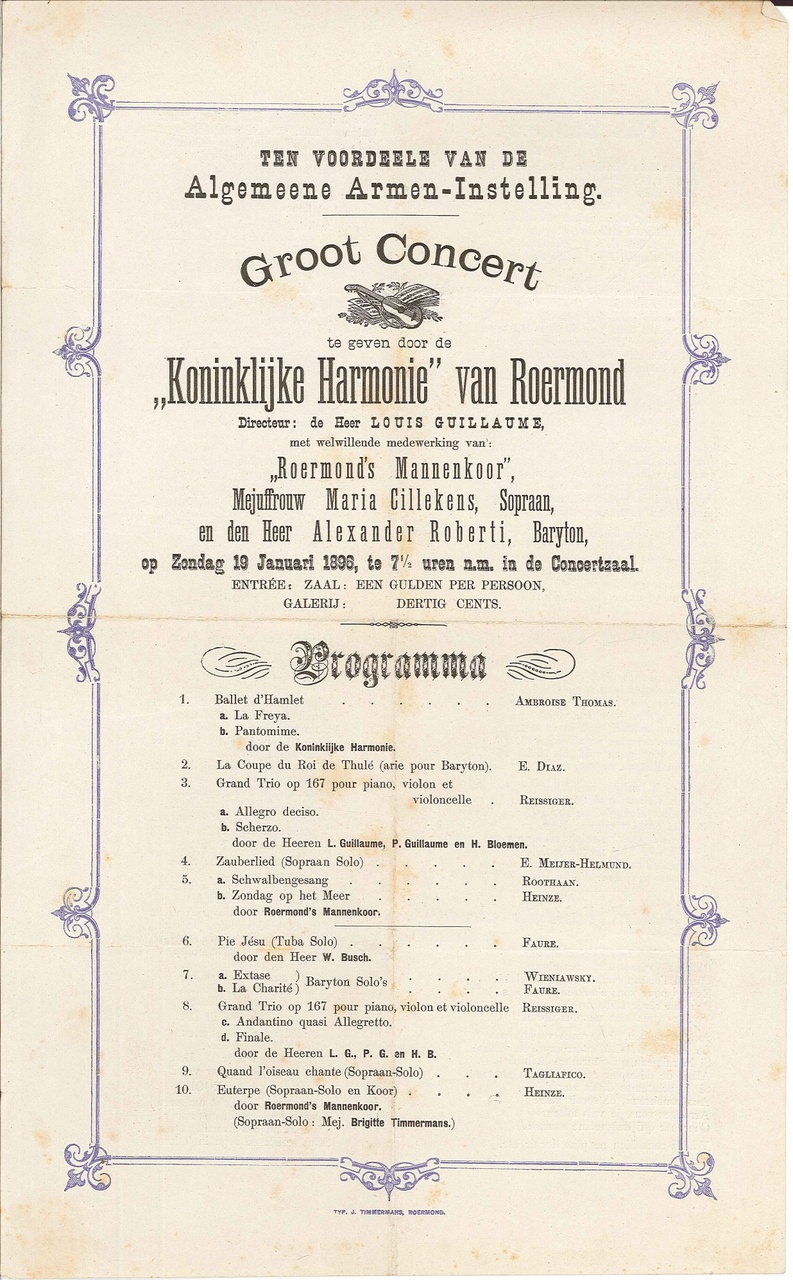 TEN VOORDEELE VAN DE
Algemeene Armen-Instelling.
Groot Concert
te geven door de
„Koninklijke Harmonie” van Roermond
Directeur: de Heer LOUIS GUILLAUME,
met welwillende medewerking van:
„Roermond's Mannenkoor”,
Mejuffrouw Maria Cillekens, Sopraan,
en den Heer Alexander Roberti, Baryton,
op Zondag 19 Januari 1896, te 7½ uren n.m. in de Concertzaal.
ENTRÉE: ZAAL: EEN GULDEN PER PERSOON,
GALERIJ: DERTIG CENTS.
Programma
1. Ballet d'Hamlet . . . . . . AMBROISE THOMAS.
a. La Freya.
b. Pantomime.
door de Koninklijke Harmonie.
2. La Coupe du Roi de Thulé (arie pour Baryton). E. DIAZ.
3. Grand Trio op 167 pour piano, violon et
violoncelle . REISSIGER.
a. Allegro deciso.
b. Scherzo.
door de Heeren L. Guillaume, P. Guillaume en H. Bloemen.
4. Zauberlied (Sopraan Solo) . . . . . E. MEIJER-HELMUND.
5. a. Schwalbengesang . . . . . . ROOTHAAN.
b. Zondag op het Meer . . . . . HEINZE.
door Roermond's Mannenkoor.
6. Pie Jésu (Tuba Solo) . . . . . . FAURE.
door den Heer W. Busch.
7. a. Extase ) Baryton Solo's . . . . WIENIAWSKY.
b. La Charité ) . . . . FAURE.
8. Grand Trio op 167 pour piano, violon et violoncelle REISSIGER.
c. Andantino quasi Allegretto.
d. Finale.
door de Heeren L. G., P. G. en H. B.
9. Quand l'oiseau chante (Sopraan-Solo) . . . TAGLIAFICO.
10. Euterpe (Sopraan-Solo en Koor) . . . . HEINZE.
door Roermond's Mannenkoor.
(Sopraan-Solo: Mej. Brigitte Timmermans.)
TYP. J. TIMMERMANS, ROERMOND.